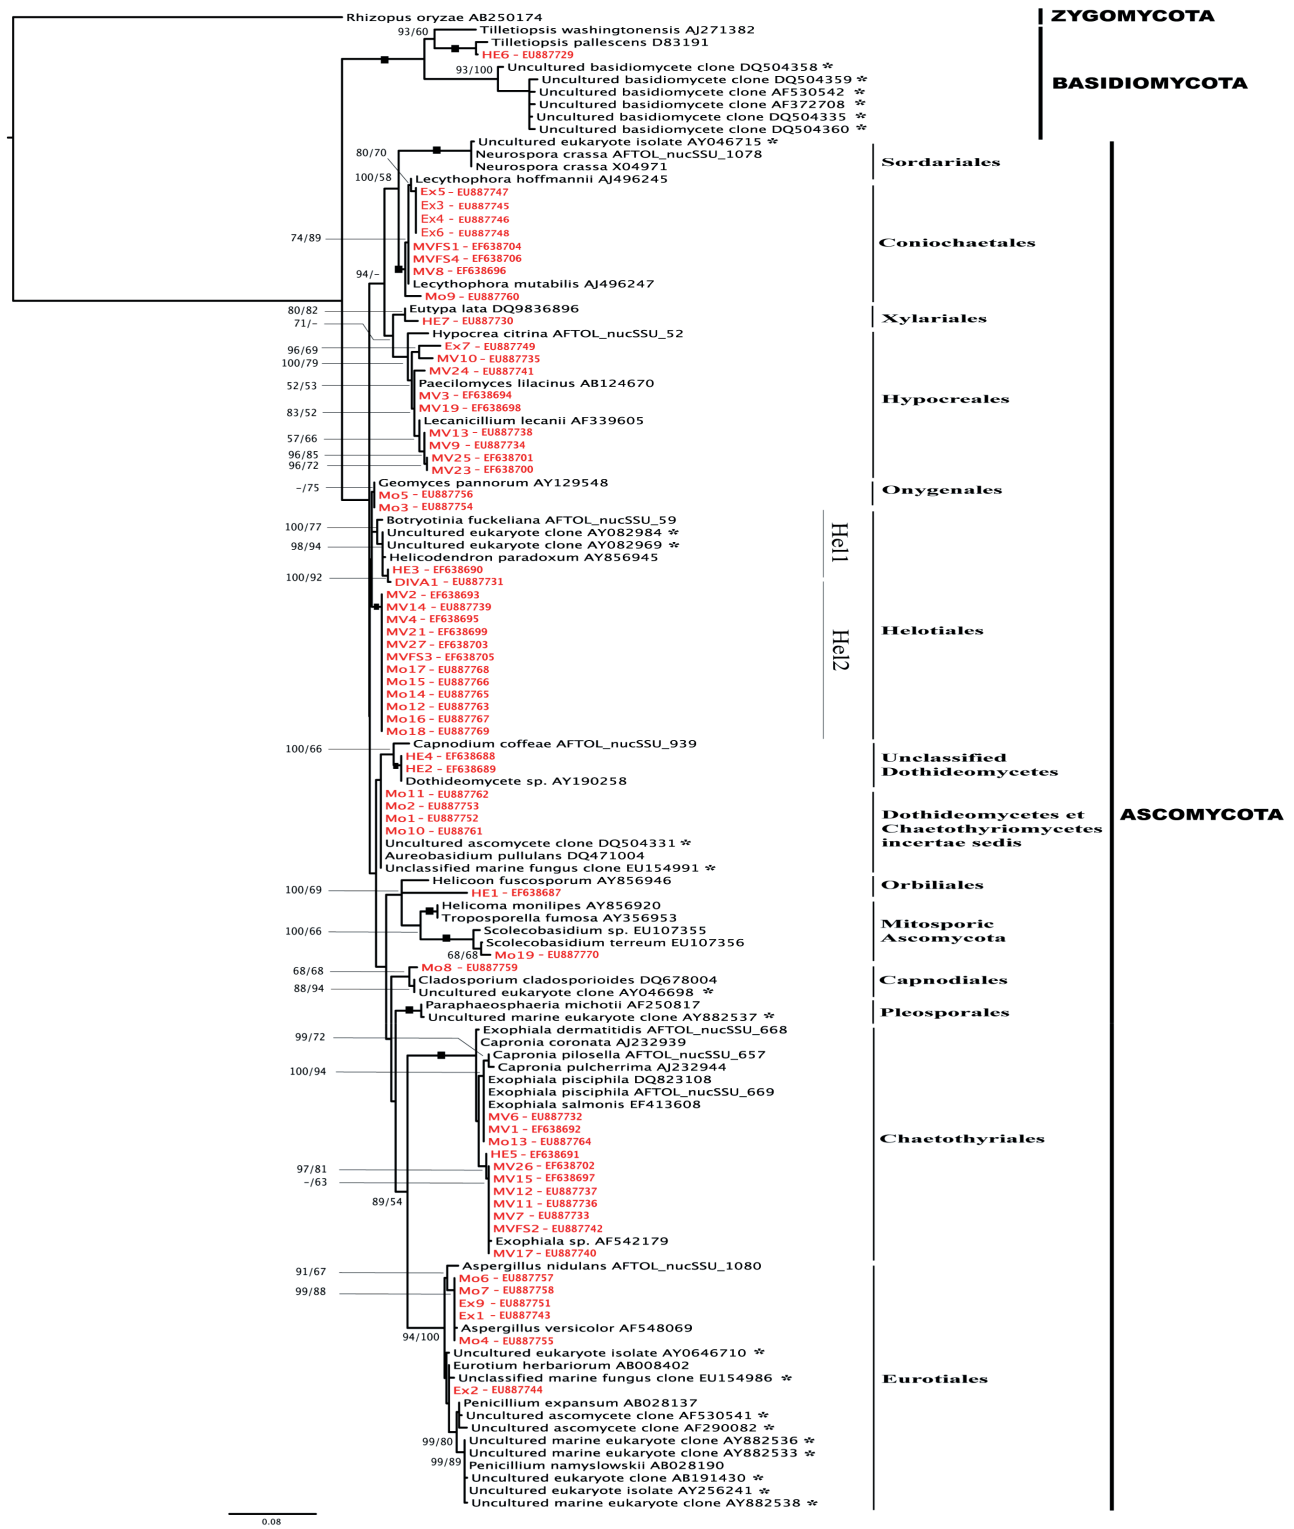 Rhizopus oryzae AB250174
ZYGOMYCOTA
93/60
Tilletiopsis washingtonensis AJ271382
Tilletiopsis pallescens D83191
HE6 - EU887729
93/100
Uncultured basidiomycete clone DQ504358 *
Uncultured basidiomycete clone DQ504359 *
BASIDIOMYCOTA
Uncultured basidiomycete clone AF530542 *
Uncultured basidiomycete clone AF372708 *
Uncultured basidiomycete clone DQ504335 *
Uncultured basidiomycete clone DQ504360 *
Uncultured eukaryote isolate AY046715 *
80/70
Neurospora crassa AFTOL_nucSSU_1078
Sordariales
Neurospora crassa X04971
100/58
Lecythophora hoffmannii AJ496245
Ex5 - EU887747
Ex3 - EU887745
Ex4 - EU887746
Ex6 - EU887748
74/89
MVFS1 - EF638704
Coniochaetales
MVFS4 - EF638706
94/-
MV8 - EF638696
Lecythophora mutabilis AJ496247
Mo9 - EU887760
80/82
Eutypa lata DQ9836896
71/-
HE7 - EU887730
Xylariales
Hypocrea citrina AFTOL_nucSSU_52
96/69
Ex7 - EU887749
100/79
MV10 - EU887735
MV24 - EU887741
52/53
Paecilomyces lilacinus AB124670
MV3 - EF638694
Hypocreales
83/52
MV19 - EF638698
Lecanicillium lecanii AF339605
57/66
MV13 - EU887738
MV9 - EU887734
96/85
MV25 - EF638701
96/72
MV23 - EF638700
-/75
Geomyces pannorum AY129548
Mo5 - EU887756
Onygenales
Mo3 - EU887754
100/77
Botryotinia fuckeliana AFTOL_nucSSU_59
Uncultured eukaryote clone AY082984 *
98/94
Uncultured eukaryote clone AY082969 *
Hel1
Helicodendron paradoxum AY856945
100/92
HE3 - EF638690
DIVA1 - EU887731
MV2 - EF638693
MV14 - EU887739
MV4 - EF638695
MV21 - EF638699
Helotiales
MV27 - EF638703
Hel2
MVFS3 - EF638705
Mo17 - EU887768
Mo15 - EU887766
Mo14 - EU887765
Mo12 - EU887763
Mo16 - EU887767
Mo18 - EU887769
100/66
Capnodium coffeae AFTOL_nucSSU_939
HE4 - EF638688
HE2 - EF638689
Unclassified
Dothideomycetes
Dothideomycete sp. AY190258
Mo11 - EU887762
Mo2 - EU887753
Mo1 - EU887752
Mo10 - EU88761
Dothideomycetes et
Chaetothyriomycetes
incertae sedis
ASCOMYCOTA
Uncultured ascomycete clone DQ504331 *
Aureobasidium pullulans DQ471004
Unclassified marine fungus clone EU154991 *
Helicoon fuscosporum AY856946
100/69
HE1 - EF638687
Orbiliales
Helicoma monilipes AY856920
Troposporella fumosa AY356953
100/66
Scolecobasidium sp. EU107355
Mitosporic
Ascomycota
Scolecobasidium terreum EU107356
68/68
Mo19 - EU887770
68/68
Mo8 - EU887759
Cladosporium cladosporioides DQ678004
Capnodiales
88/94
Uncultured eukaryote clone AY046698 *
Paraphaeosphaeria michotii AF250817
Pleosporales
Uncultured marine eukaryote clone AY882537 *
99/72
Exophiala dermatitidis AFTOL_nucSSU_668
Capronia coronata AJ232939
Capronia pilosella AFTOL_nucSSU_657
100/94
Capronia pulcherrima AJ232944
Exophiala pisciphila DQ823108
Exophiala pisciphila AFTOL_nucSSU_669
Exophiala salmonis EF413608
MV6 - EU887732
MV1 - EF638692
Mo13 - EU887764
Chaetothyriales
HE5 - EF638691
97/81
MV26 - EF638702
-/63
MV15 - EF638697
MV12 - EU887737
89/54
MV11 - EU887736
MV7 - EU887733
MVFS2 - EU887742
Exophiala sp. AF542179
MV17 - EU887740
91/67
Aspergillus nidulans AFTOL_nucSSU_1080
Mo6 - EU887757
99/88
Mo7 - EU887758
Ex9 - EU887751
Ex1 - EU887743
94/100
Aspergillus versicolor AF548069
Mo4 - EU887755
Uncultured eukaryote isolate AY0646710 *
Eurotium herbariorum AB008402
Unclassified marine fungus clone EU154986 *
Eurotiales
Ex2 - EU887744
Penicillium expansum AB028137
Uncultured ascomycete clone AF530541 *
Uncultured ascomycete clone AF290082 *
99/80
Uncultured marine eukaryote clone AY882536 *
Uncultured marine eukaryote clone AY882533 *
99/89
Penicillium namyslowskii AB028190
Uncultured eukaryote clone AB191430 *
Uncultured eukaryote isolate AY256241 *
Uncultured marine eukaryote clone AY882538 *
0.08